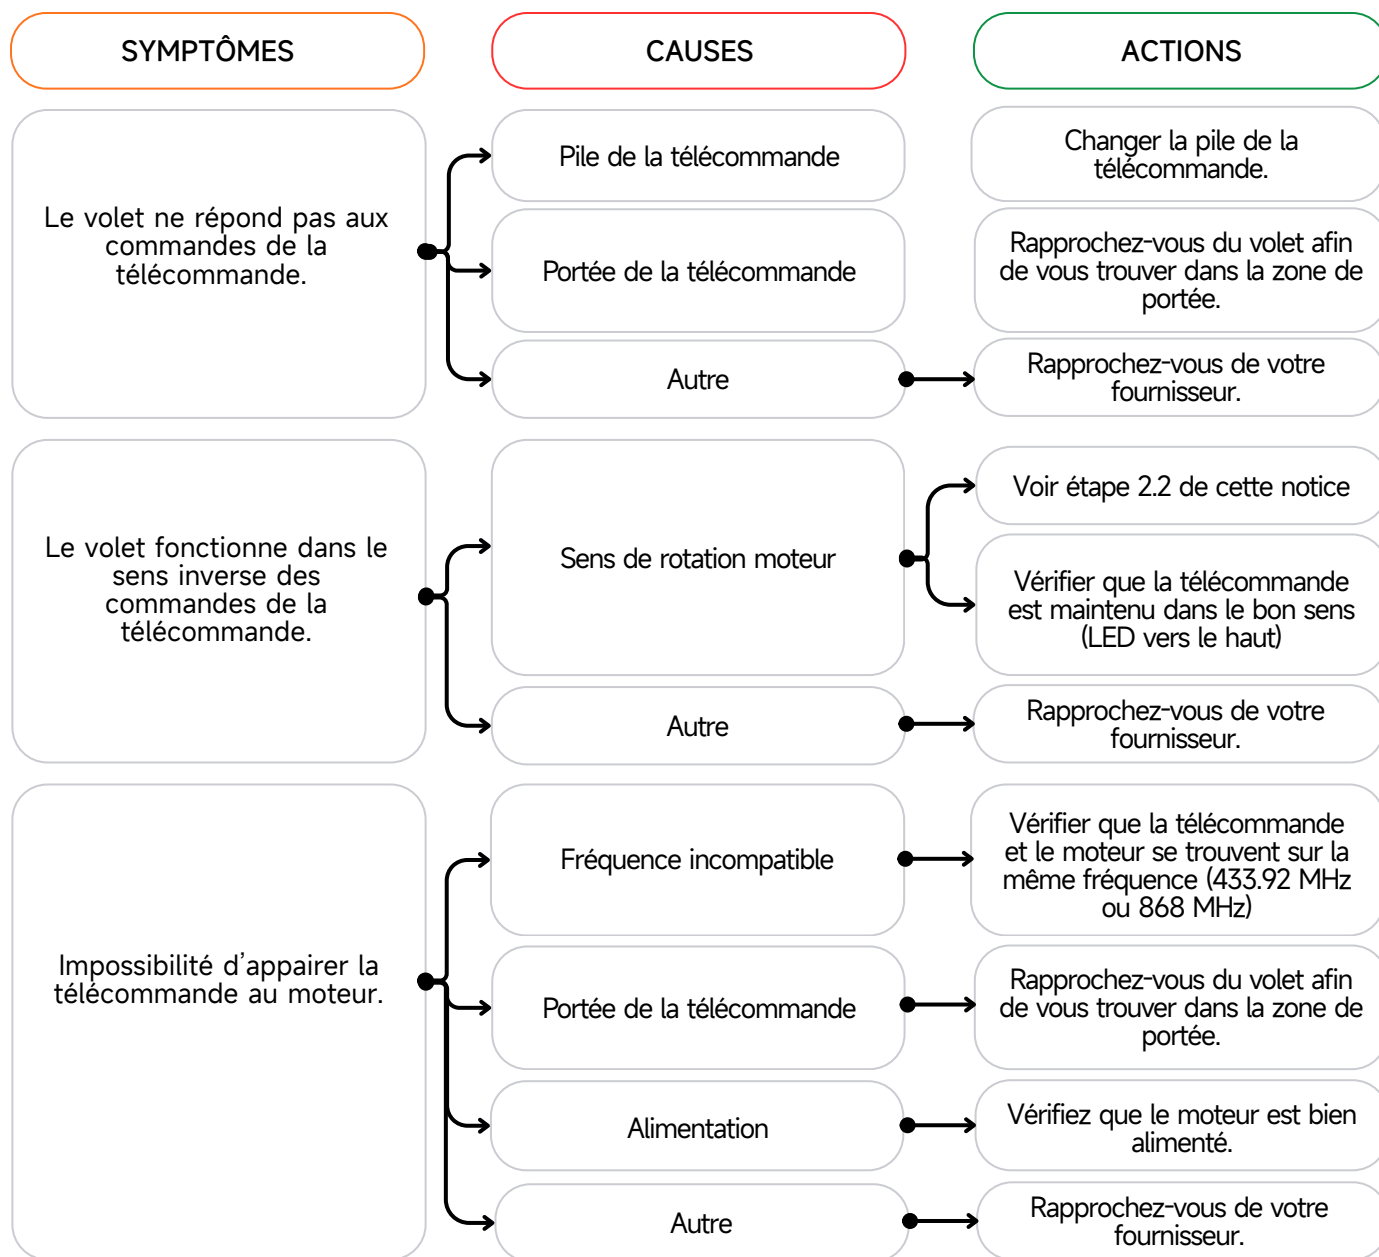 SYMPTÔMES
CAUSES
ACTIONS
Le volet ne répond pas aux
commandes de la
télécommande.
Pile de la télécommande
Changer la pile de la
télécommande.
Portée de la télécommande
Rapprochez-vous du volet afin
de vous trouver dans la zone de
portée.
Autre
Rapprochez-vous de votre
fournisseur.
Le volet fonctionne dans le
sens inverse des
commandes de la
télécommande.
Sens de rotation moteur
Voir étape 2.2 de cette notice
Vérifier que la télécommande
est maintenu dans le bon sens
(LED vers le haut)
Autre
Rapprochez-vous de votre
fournisseur.
Impossibilité d'appairer la
télécommande au moteur.
Fréquence incompatible
Vérifier que la télécommande
et le moteur se trouvent sur la
même fréquence (433.92 MHz
ou 868 MHz)
Portée de la télécommande
Rapprochez-vous du volet afin
de vous trouver dans la zone de
portée.
Alimentation
Vérifiez que le moteur est bien
alimenté.
Autre
Rapprochez-vous de votre
fournisseur.